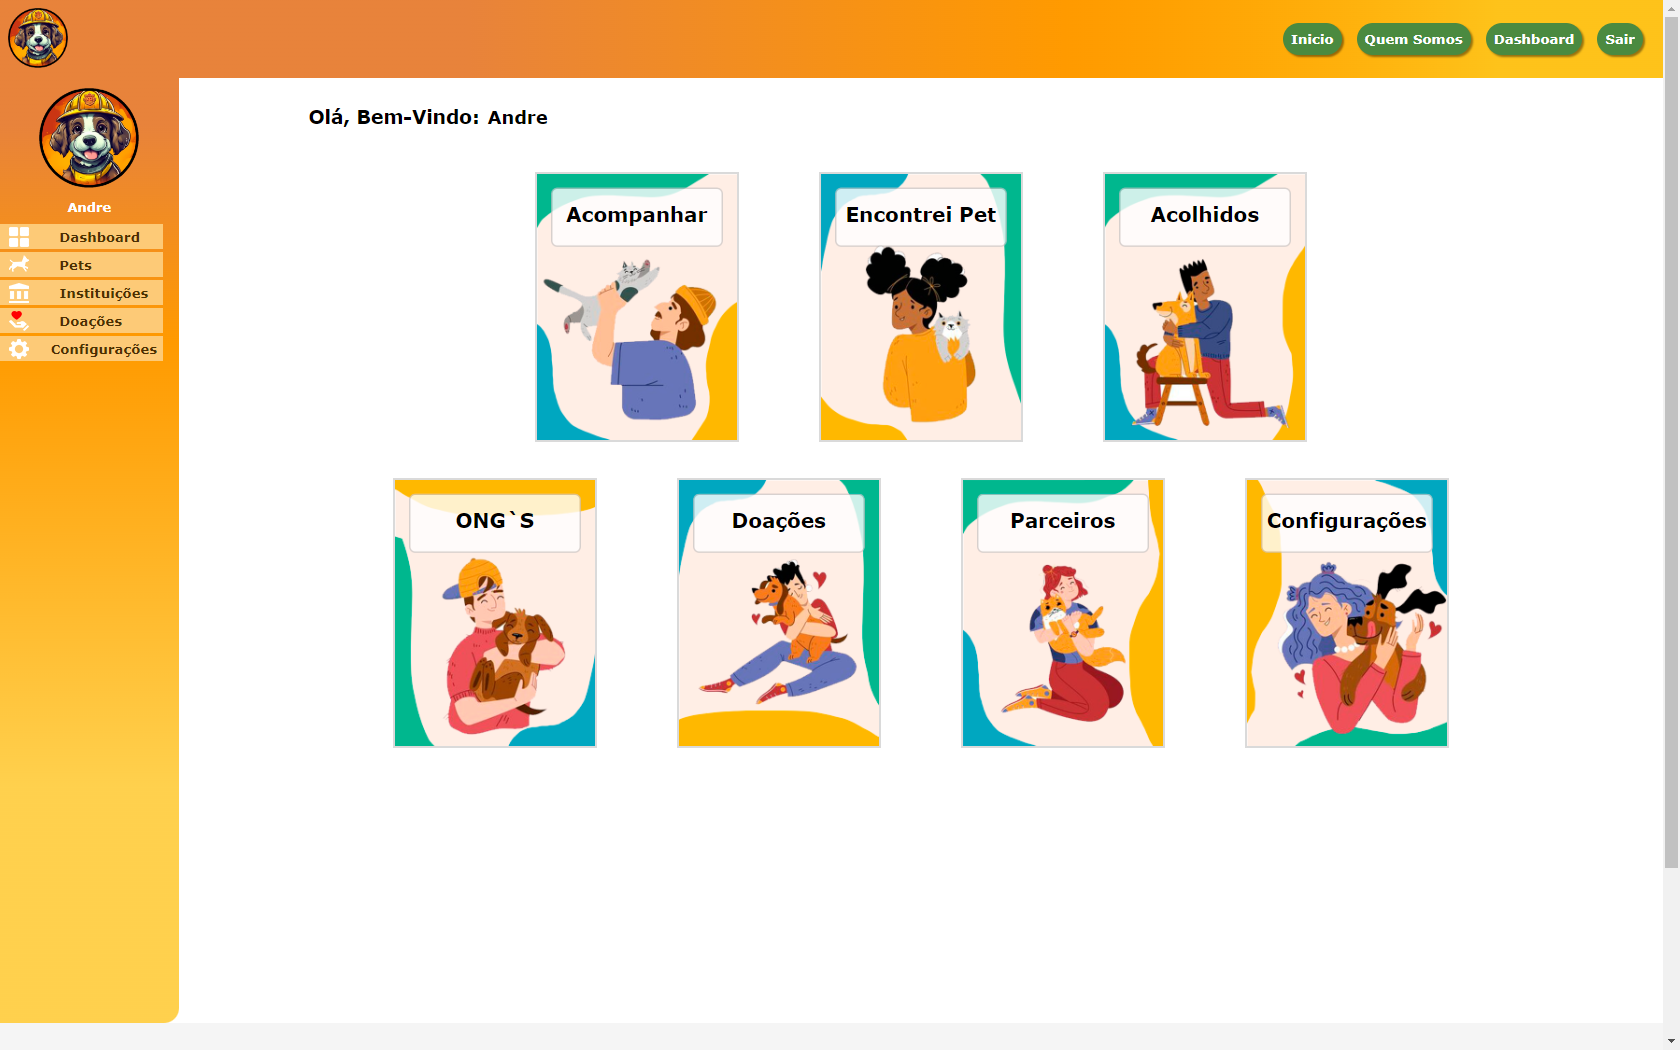 Inicio
Quem Somos
Dashboard
Sair
Andre
Dashboard
Pets
Instituições
Doações
Configurações
Olá, Bem-Vindo: Andre
Acompanhar
Encontrei Pet
Acolhidos
ONG`S
Doações
Parceiros
Configurações